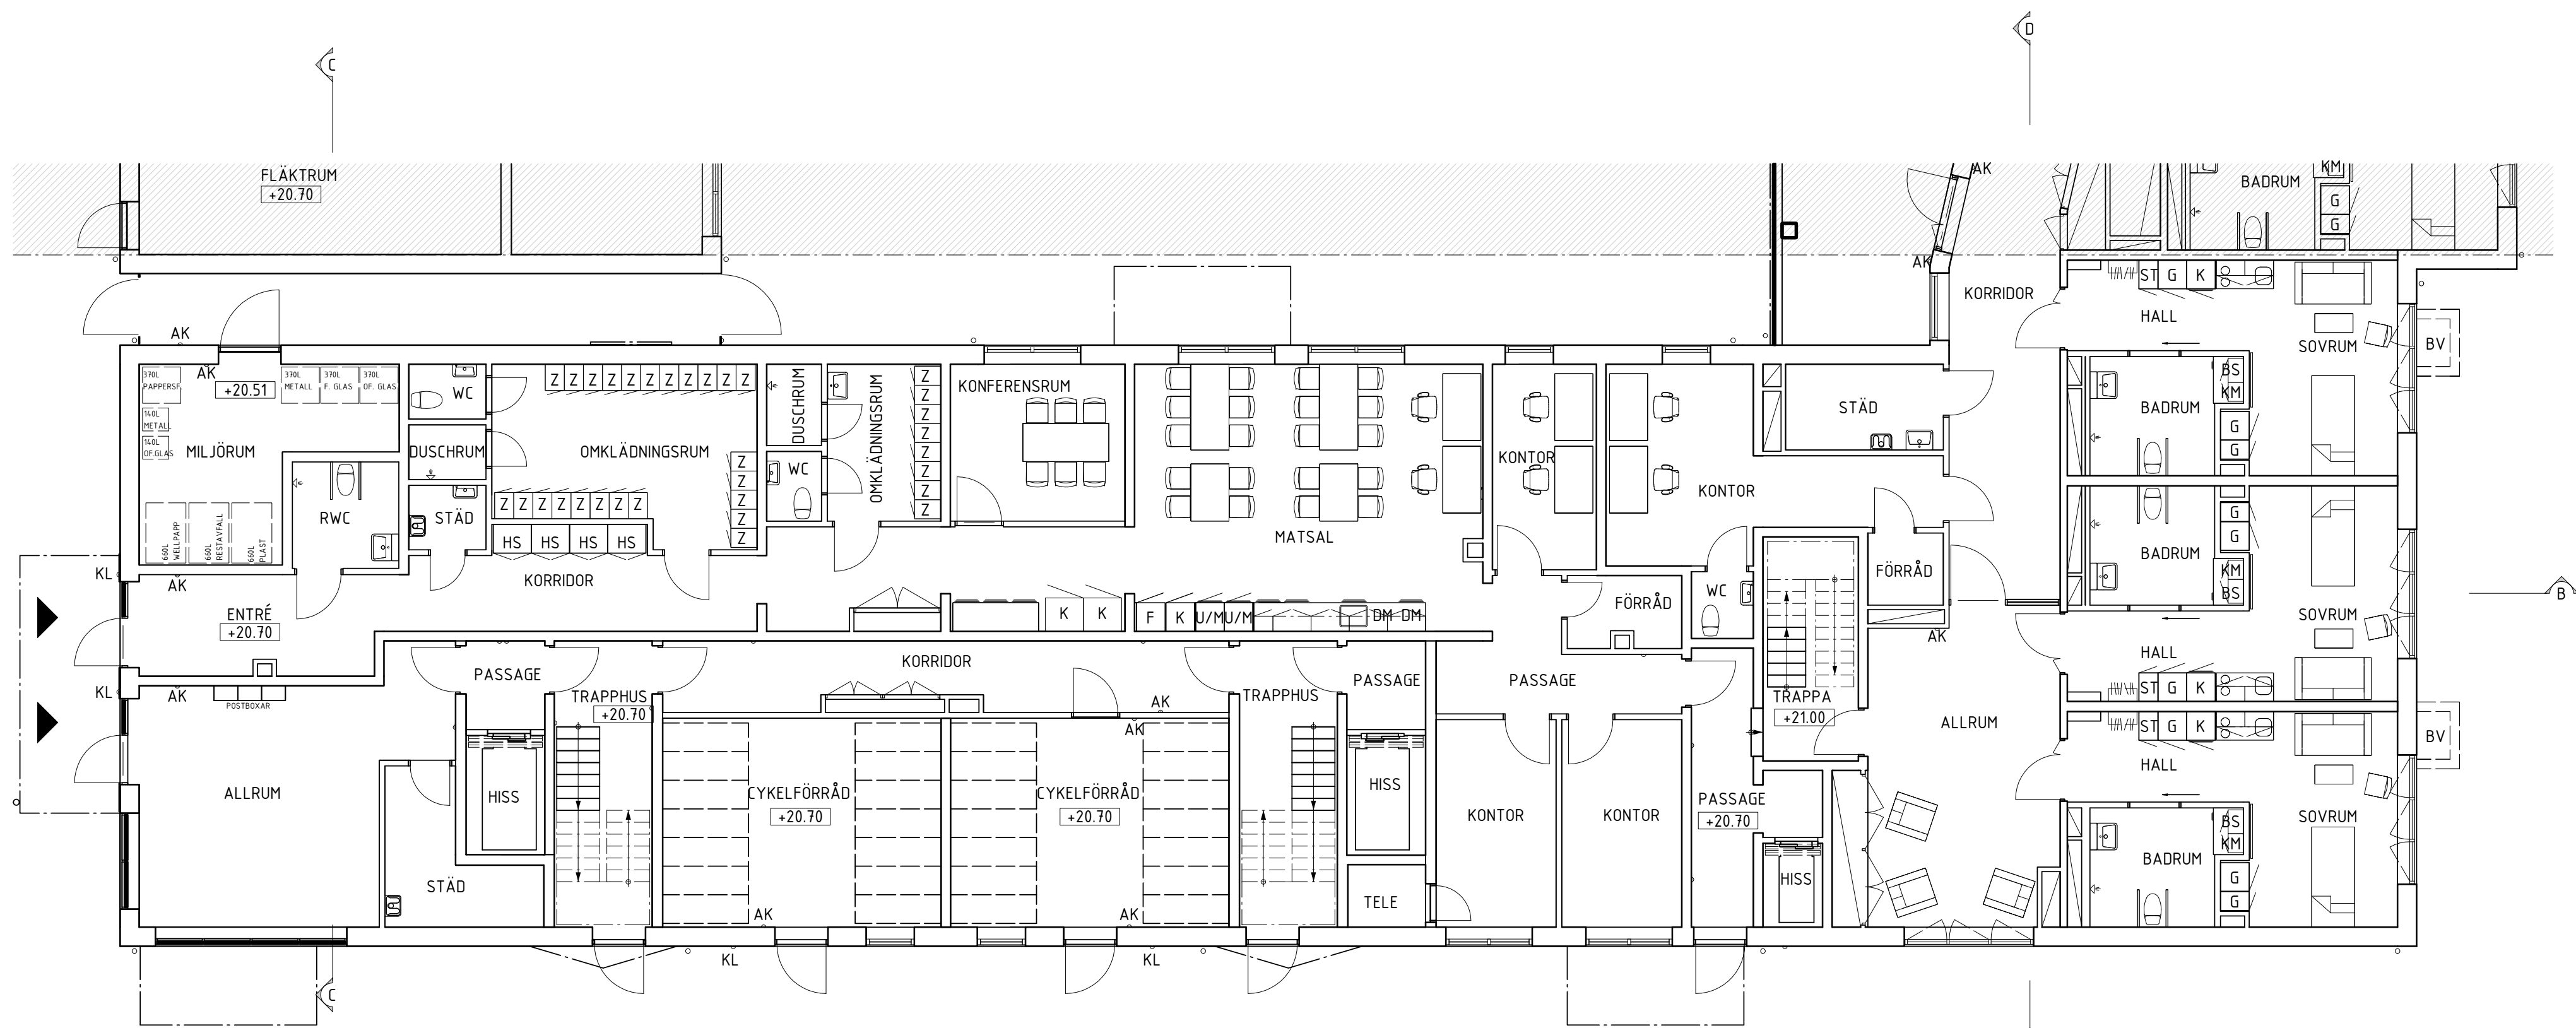 D
C
FLÄKTRUM
+20.70
AK
BADRUM
KM
G
G
AK
KORRIDOR
ST G K
HALL
SOVRUM
BV
AK
AK
+20.51
370L
PAPPERSF.
370L
METALL
370L
F. GLAS
370L
OF. GLAS
140L
METALL
140L
OF.GLAS
MILJÖRUM
660L
WELLPAPP
660L
RESTAVFALL
660L
PLAST
RWC
WC
DUSCHRUM
STÄD
Z Z Z Z Z Z Z Z Z Z Z
OMKLÄDNINGSRUM
Z
Z
Z
Z
Z
Z Z Z Z Z Z Z Z
HS HS HS HS
DUSCHRUM
WC
OMKLÄDNINGSRUM
Z
Z
Z
Z
Z
Z
Z
Z
KONFERENSRUM
MATSAL
KONTOR
KONTOR
STÄD
BADRUM
BS
KM
G
G
BADRUM
G
G
KM
BS
SOVRUM
HALL
ST G K
KL
AK
ENTRÉ
+20.70
KORRIDOR
K K
F K U/M U/M
DM DM
FÖRRÅD
WC
FÖRRÅD
AK
B
KL
AK
POSTBOXAR
PASSAGE
TRAPPHUS
+20.70
KORRIDOR
AK
AK
TRAPPHUS
PASSAGE
PASSAGE
TRAPPA
+21.00
ALLRUM
ST G K
HALL
SOVRUM
BV
ALLRUM
HISS
CYKELFÖRRÅD
+20.70
CYKELFÖRRÅD
+20.70
HISS
KONTOR
KONTOR
PASSAGE
+20.70
HISS
BADRUM
BS
KM
G
G
STÄD
AK
AK
TELE
KL
KL
C